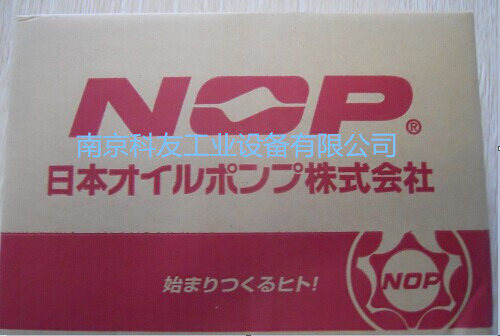 NOP®
南京科友工业设备有限公司
日本オイルポンプ株式会社
始まりつくるヒト!
NOP